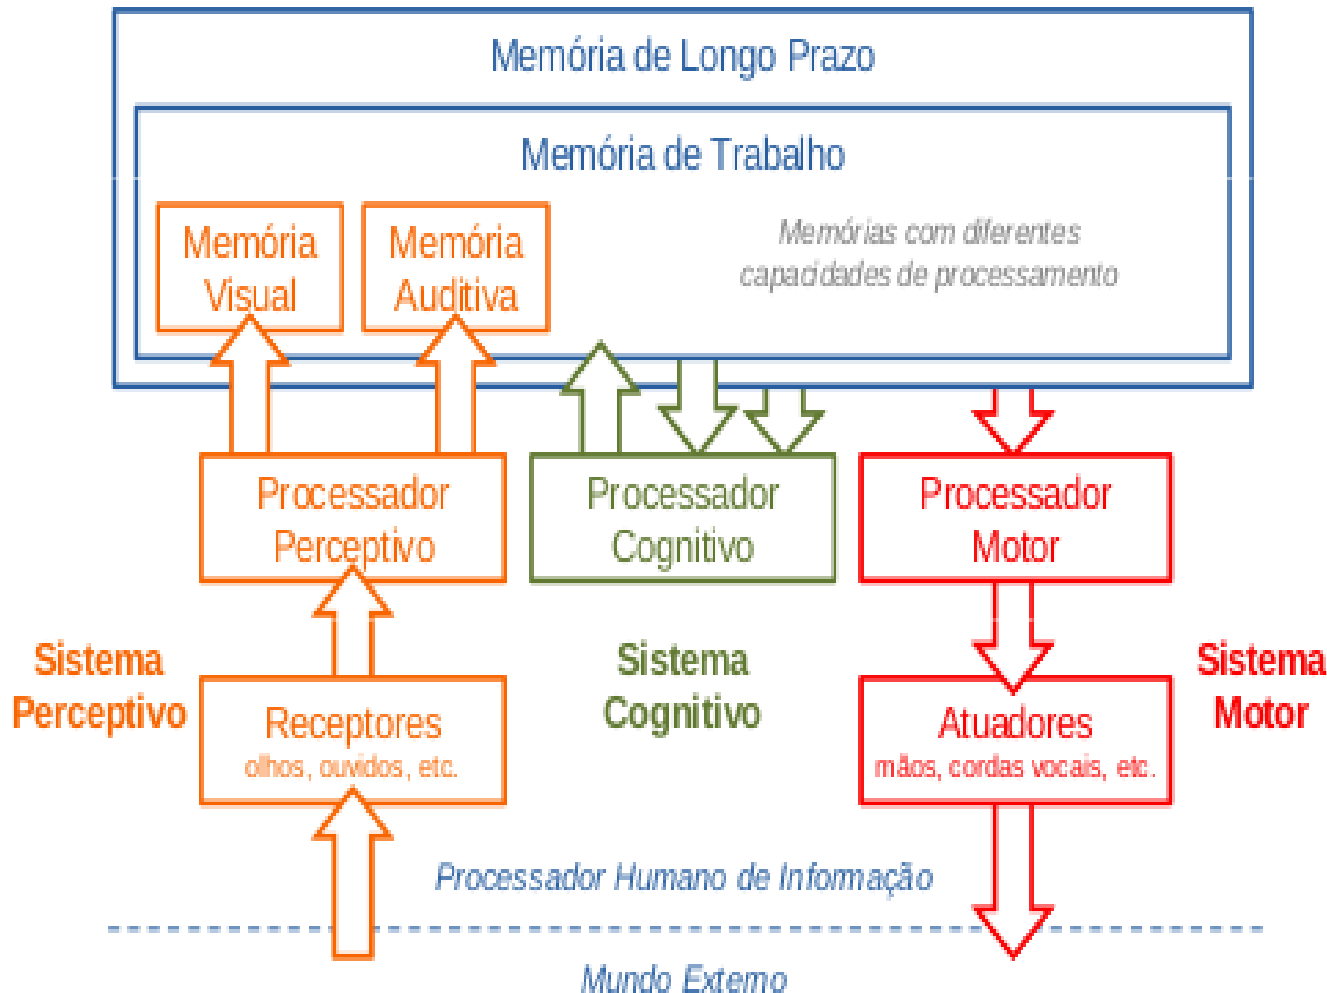 Memória de Longo Prazo
Memória de Trabalho
Memória
Visual
Memória
Auditiva
Memórias com diferentes
capacidades de processamento
Processador
Perceptivo
Processador
Cognitivo
Processador
Motor
Sistema
Perceptivo
Receptores
olhos, ouvidos, etc.
Sistema
Cognitivo
Atuadores
mãos, cordas vocais, etc.
Sistema
Motor
Processador Humano de Informação
Mundo Externo